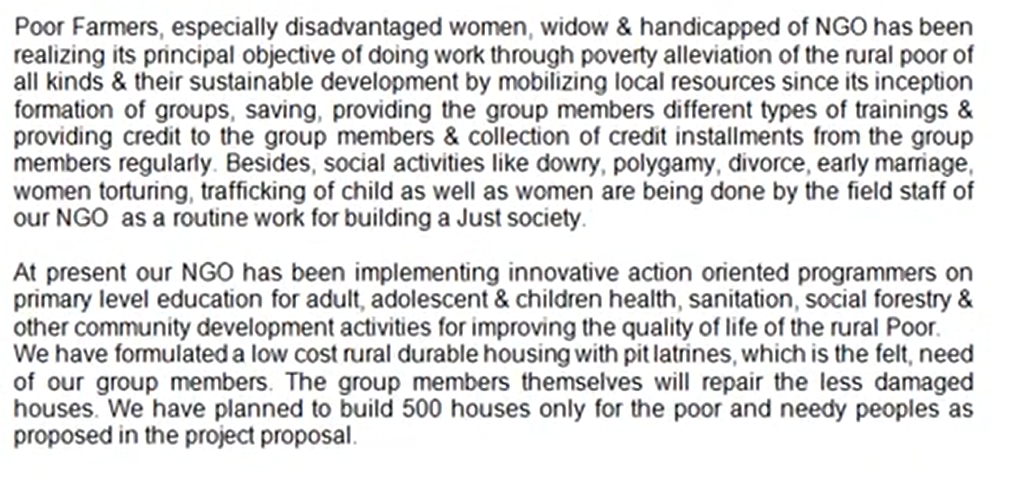 Poor Farmers, especially disadvantaged women, widow & handicapped of NGO has been
realizing its principal objective of doing work through poverty alleviation of the rural poor of
all kinds & their sustainable development by mobilizing local resources since its inception
formation of groups, saving, providing the group members different types of trainings &
providing credit to the group members & collection of credit installments from the group
members regularly. Besides, social activities like dowry, polygamy, divorce, early marriage,
women torturing, trafficking of child as well as women are being done by the field staff of
our NGO as a routine work for building a Just society.
At present our NGO has been implementing innovative action oriented programmers on
primary level education for adult, adolescent & children health, sanitation, social forestry &
other community development activities for improving the quality of life of the rural Poor.
We have formulated a low cost rural durable housing with pit latrines, which is the felt, need
of our group members. The group members themselves will repair the less damaged
houses. We have planned to build 500 houses only for the poor and needy peoples as
proposed in the project proposal.